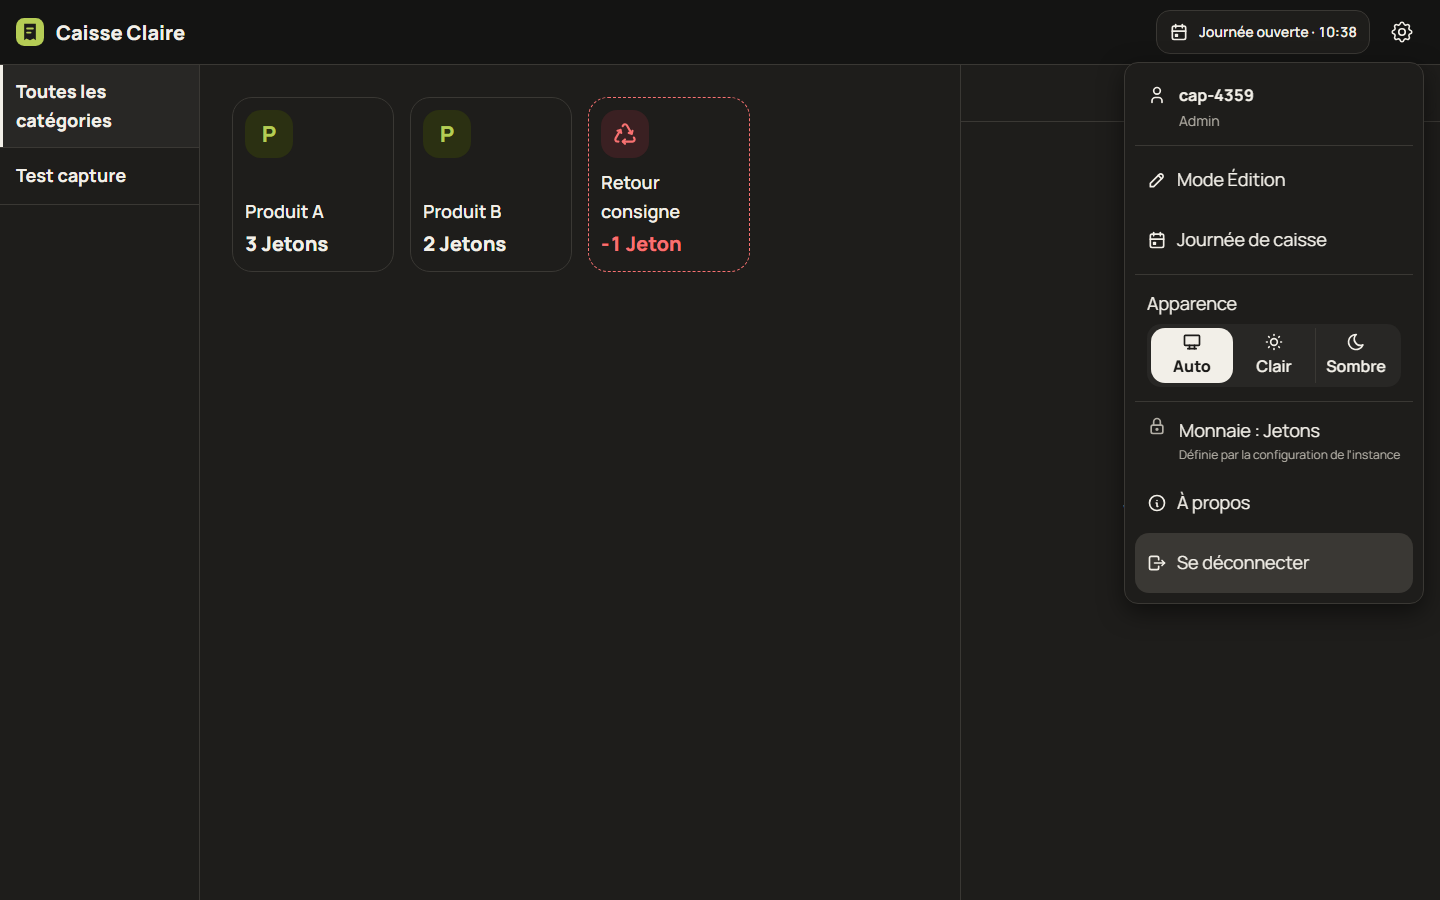 Caisse Claire
Journée ouverte · 10:38
Toutes les
catégories
Test capture
P
Produit A
3 Jetons
P
Produit B
2 Jetons
Retour
consigne
-1 Jeton
cap-4359
Admin
Mode Édition
Journée de caisse
Apparence
Auto
Clair
Sombre
Monnaie : Jetons
Définie par la configuration de l'instance
À propos
Se déconnecter